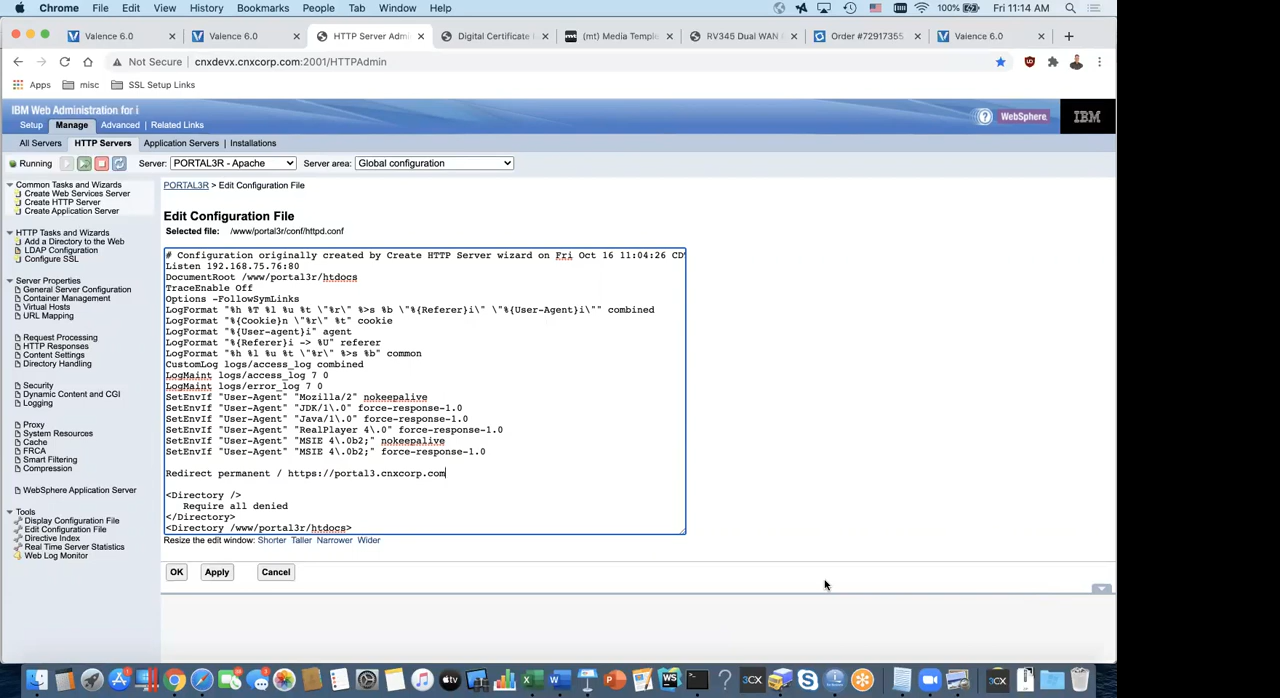 Chrome File Edit View History Bookmarks People Tab Window Help 100% Fri 11:14 AM
Valence 6.0 Valence 6.0 HTTP Server Admi Digital Certificate (mt) Media Temple RV345 Dual WAN Order #72917355 Valence 6.0
Not Secure cnxdevx.cnxcorp.com:2001/HTTPAdmin
Apps misc SSL Setup Links
IBM Web Administration for i
WebSphere IBM
Setup Manage Advanced Related Links
All Servers HTTP Servers Application Servers Installations
Running Server: PORTAL3R - Apache Server area: Global configuration
Common Tasks and Wizards
Create Web Services Server
Create HTTP Server
Create Application Server
HTTP Tasks and Wizards
Add a Directory to the Web
LDAP Configuration
Configure SSL
Server Properties
General Server Configuration
Container Management
Virtual Hosts
URL Mapping
Request Processing
HTTP Responses
Content Settings
Directory Handling
Security
Dynamic Content and CGI
Logging
Proxy
System Resources
Cache
FRCA
Smart Filtering
Compression
WebSphere Application Server
Tools
Display Configuration File
Edit Configuration File
Directive Index
Real Time Server Statistics
Web Log Monitor
PORTAL3R > Edit Configuration File
Edit Configuration File
Selected file: /www/portal3r/conf/httpd.conf
# Configuration originally created by Create HTTP Server wizard on Fri Oct 16 11:04:26 CD
Listen 192.168.75.76:80
DocumentRoot /www/portal3r/htdocs
TraceEnable Off
Options -FollowSymLinks
LogFormat "%h %T %l %u %t \"%r\" %>s %b \"%{Referer}i\" \"%{User-Agent}i\"" combined
LogFormat "%{Cookie}n \"%r\" %t" cookie
LogFormat "%{User-agent}i" agent
LogFormat "%{Referer}i -> %U" referer
LogFormat "%h %l %u %t \"%r\" %>s %b" common
CustomLog logs/access_log combined
LogMaint logs/access_log 7 0
LogMaint logs/error_log 7 0
SetEnvIf "User-Agent" "Mozilla/2" nokeepalive
SetEnvIf "User-Agent" "JDK/1\.0" force-response-1.0
SetEnvIf "User-Agent" "Java/1\.0" force-response-1.0
SetEnvIf "User-Agent" "RealPlayer 4\.0" force-response-1.0
SetEnvIf "User-Agent" "MSIE 4\.0b2;" nokeepalive
SetEnvIf "User-Agent" "MSIE 4\.0b2;" force-response-1.0
Redirect permanent / https://portal3.cnxcorp.com
<Directory />
Require all denied
</Directory>
<Directory /www/portal3r/htdocs>
Resize the edit window: Shorter Taller Narrower Wider
OK Apply Cancel